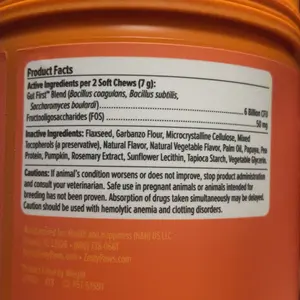 Product Facts
Active Ingredients per 2 Soft Chews (7 g):
Gut First™ Blend (Bacillus coagulans, Bacillus subtilis,
Saccharomyces boulardii) 6 Billion CFU
Fructooligosaccharides (FOS) 50 mg
Inactive Ingredients: Flaxseed, Garbanzo Flour, Microcrystalline Cellulose, Mixed
Tocopherols (a preservative), Natural Flavor, Natural Vegetable Flavor, Palm Oil, Papaya, Pea
Protein, Pumpkin, Rosemary Extract, Sunflower Lecithin, Tapioca Starch, Vegetable Glycerin.
Cautions: If animal's condition worsens or does not improve, stop product administration
and consult your veterinarian. Safe use in pregnant animals or animals intended for
breeding has not been proven. Absorption of drugs taken simultaneously may be delayed.
Caution should be used with hemolytic anemia and clotting disorders.